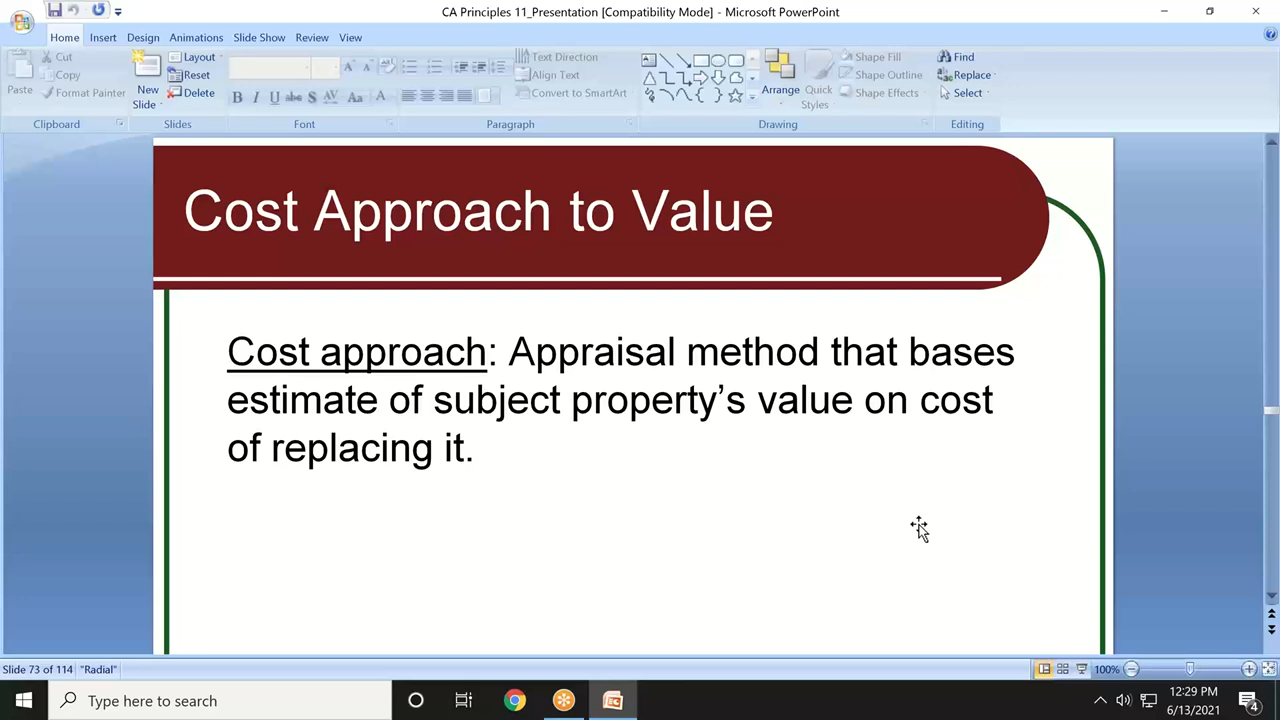 CA Principles 11_Presentation [Compatibility Mode] - Microsoft PowerPoint
Home Insert Design Animations Slide Show Review View
Paste
Cut
Copy
Format Painter
New Slide
Layout
Reset
Delete
B I U abc S AV Aa A
Text Direction
Align Text
Convert to SmartArt
Arrange
Quick Styles
Shape Fill
Shape Outline
Shape Effects
Find
Replace
Select
Clipboard Slides Font Paragraph Drawing Editing
Cost Approach to Value
Cost approach: Appraisal method that bases
estimate of subject property’s value on cost
of replacing it.
Slide 73 of 114 "Radial" 100%
Type here to search
12:29 PM
6/13/2021
4